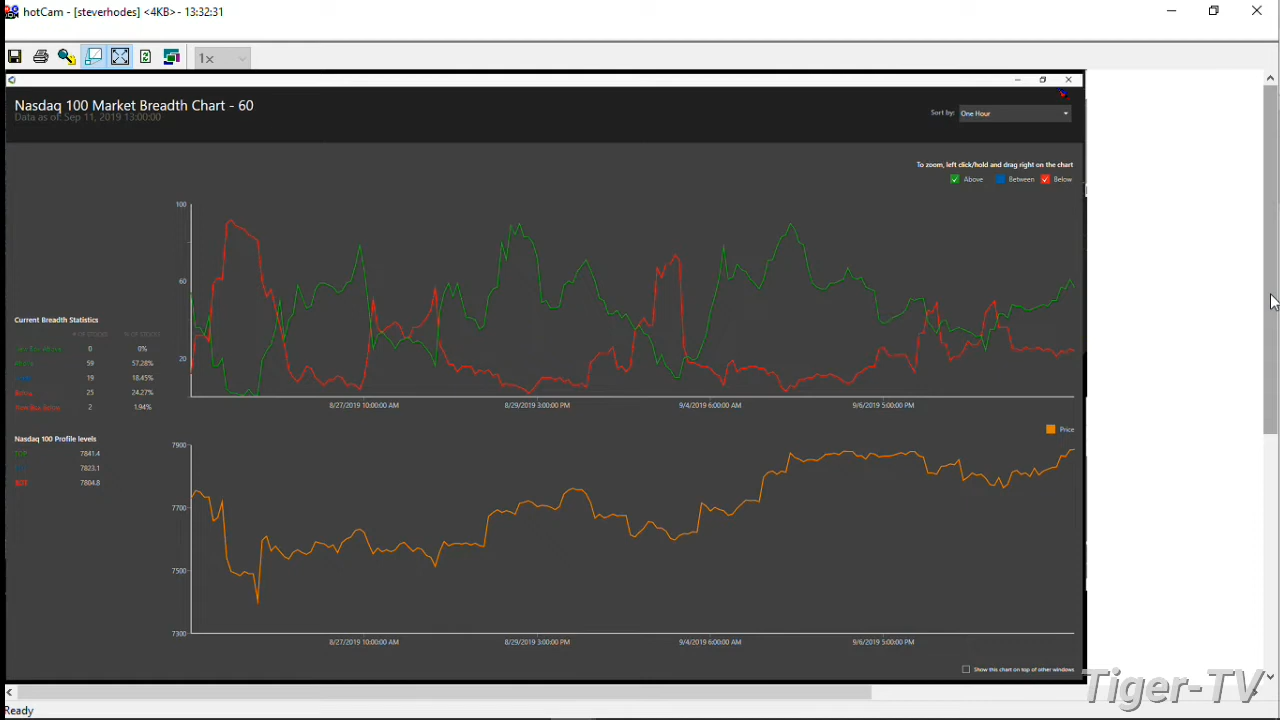 hotCam - [steverhodes] <4KB> - 13:32:31
1x
Nasdaq 100 Market Breadth Chart - 60
Data as of: Sep 11, 2019 13:00:00
Sort by: One Hour
To zoom, left click/hold and drag right on the chart
Above Between Below
100
60
20
8/27/2019 10:00:00 AM 8/29/2019 3:00:00 PM 9/4/2019 6:00:00 AM 9/6/2019 5:00:00 PM
Current Breadth Statistics
# OF STOCKS % OF STOCKS
0 0%
59 57.28%
19 18.45%
25 24.27%
2 1.94%
Nasdaq 100 Profile levels
TOP 7841.4
7823.1
BOT 7804.8
Price
7900
7700
7500
7300
8/27/2019 10:00:00 AM 8/29/2019 3:00:00 PM 9/4/2019 6:00:00 AM 9/6/2019 5:00:00 PM
Show this chart on top of other windows
Tiger-TV
Ready